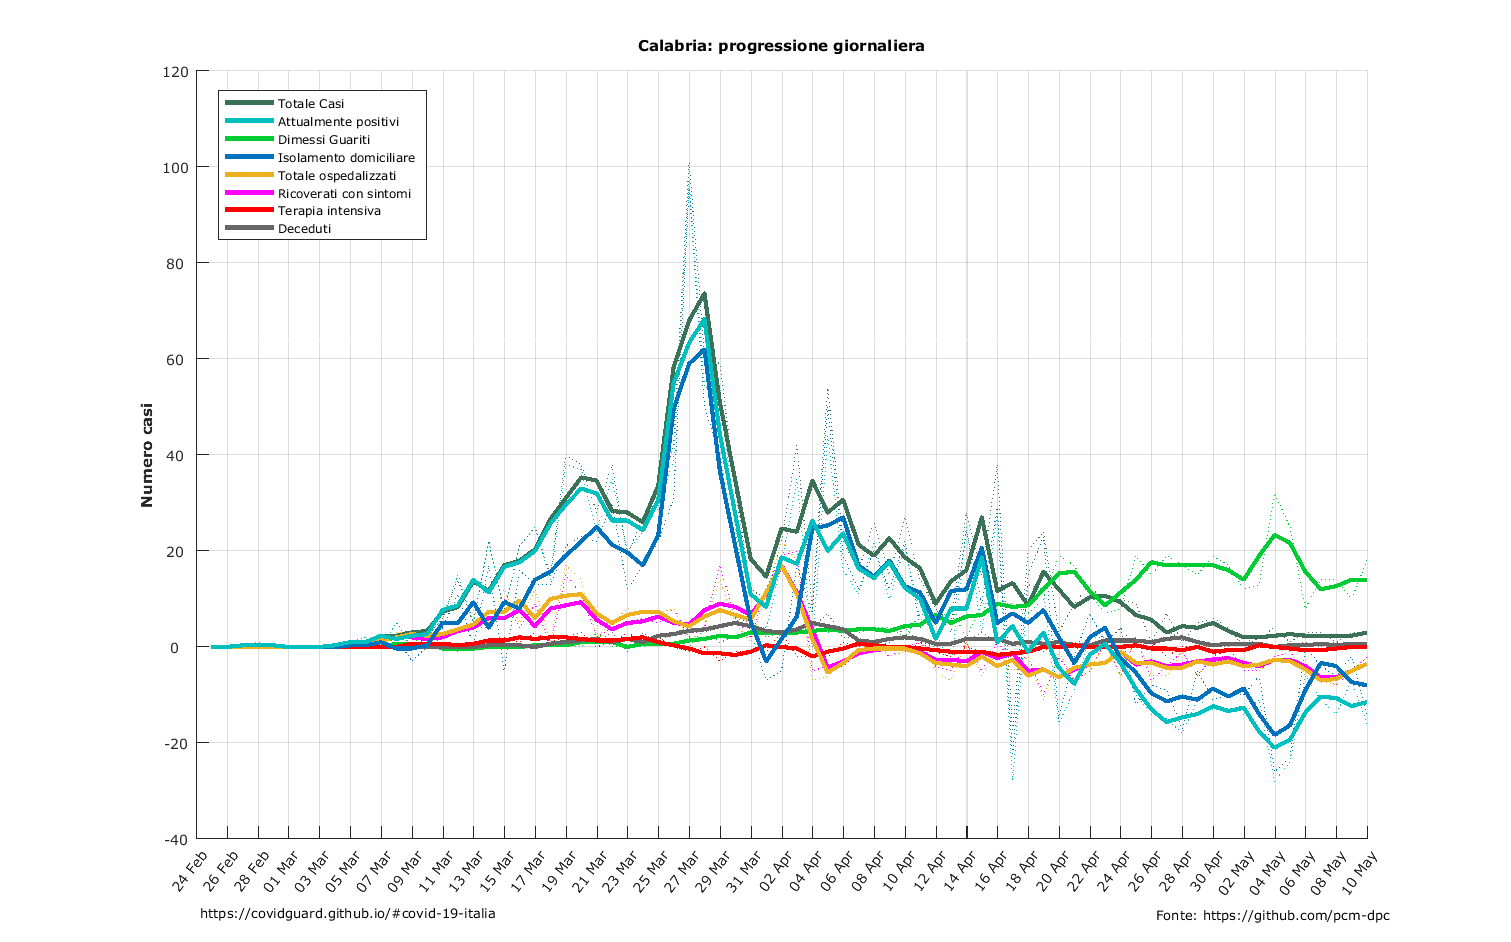 Calabria: progressione giornaliera
Numero casi
120
100
80
60
40
20
0
-20
-40
Totale Casi
Attualmente positivi
Dimessi Guariti
Isolamento domiciliare
Totale ospedalizzati
Ricoverati con sintomi
Terapia intensiva
Deceduti
24 Feb
26 Feb
28 Feb
01 Mar
03 Mar
05 Mar
07 Mar
09 Mar
11 Mar
13 Mar
15 Mar
17 Mar
19 Mar
21 Mar
23 Mar
25 Mar
27 Mar
29 Mar
31 Mar
02 Apr
04 Apr
06 Apr
08 Apr
10 Apr
12 Apr
14 Apr
16 Apr
18 Apr
20 Apr
22 Apr
24 Apr
26 Apr
28 Apr
30 Apr
02 May
04 May
06 May
08 May
10 May
https://covidguard.github.io/#covid-19-italia
Fonte: https://github.com/pcm-dpc